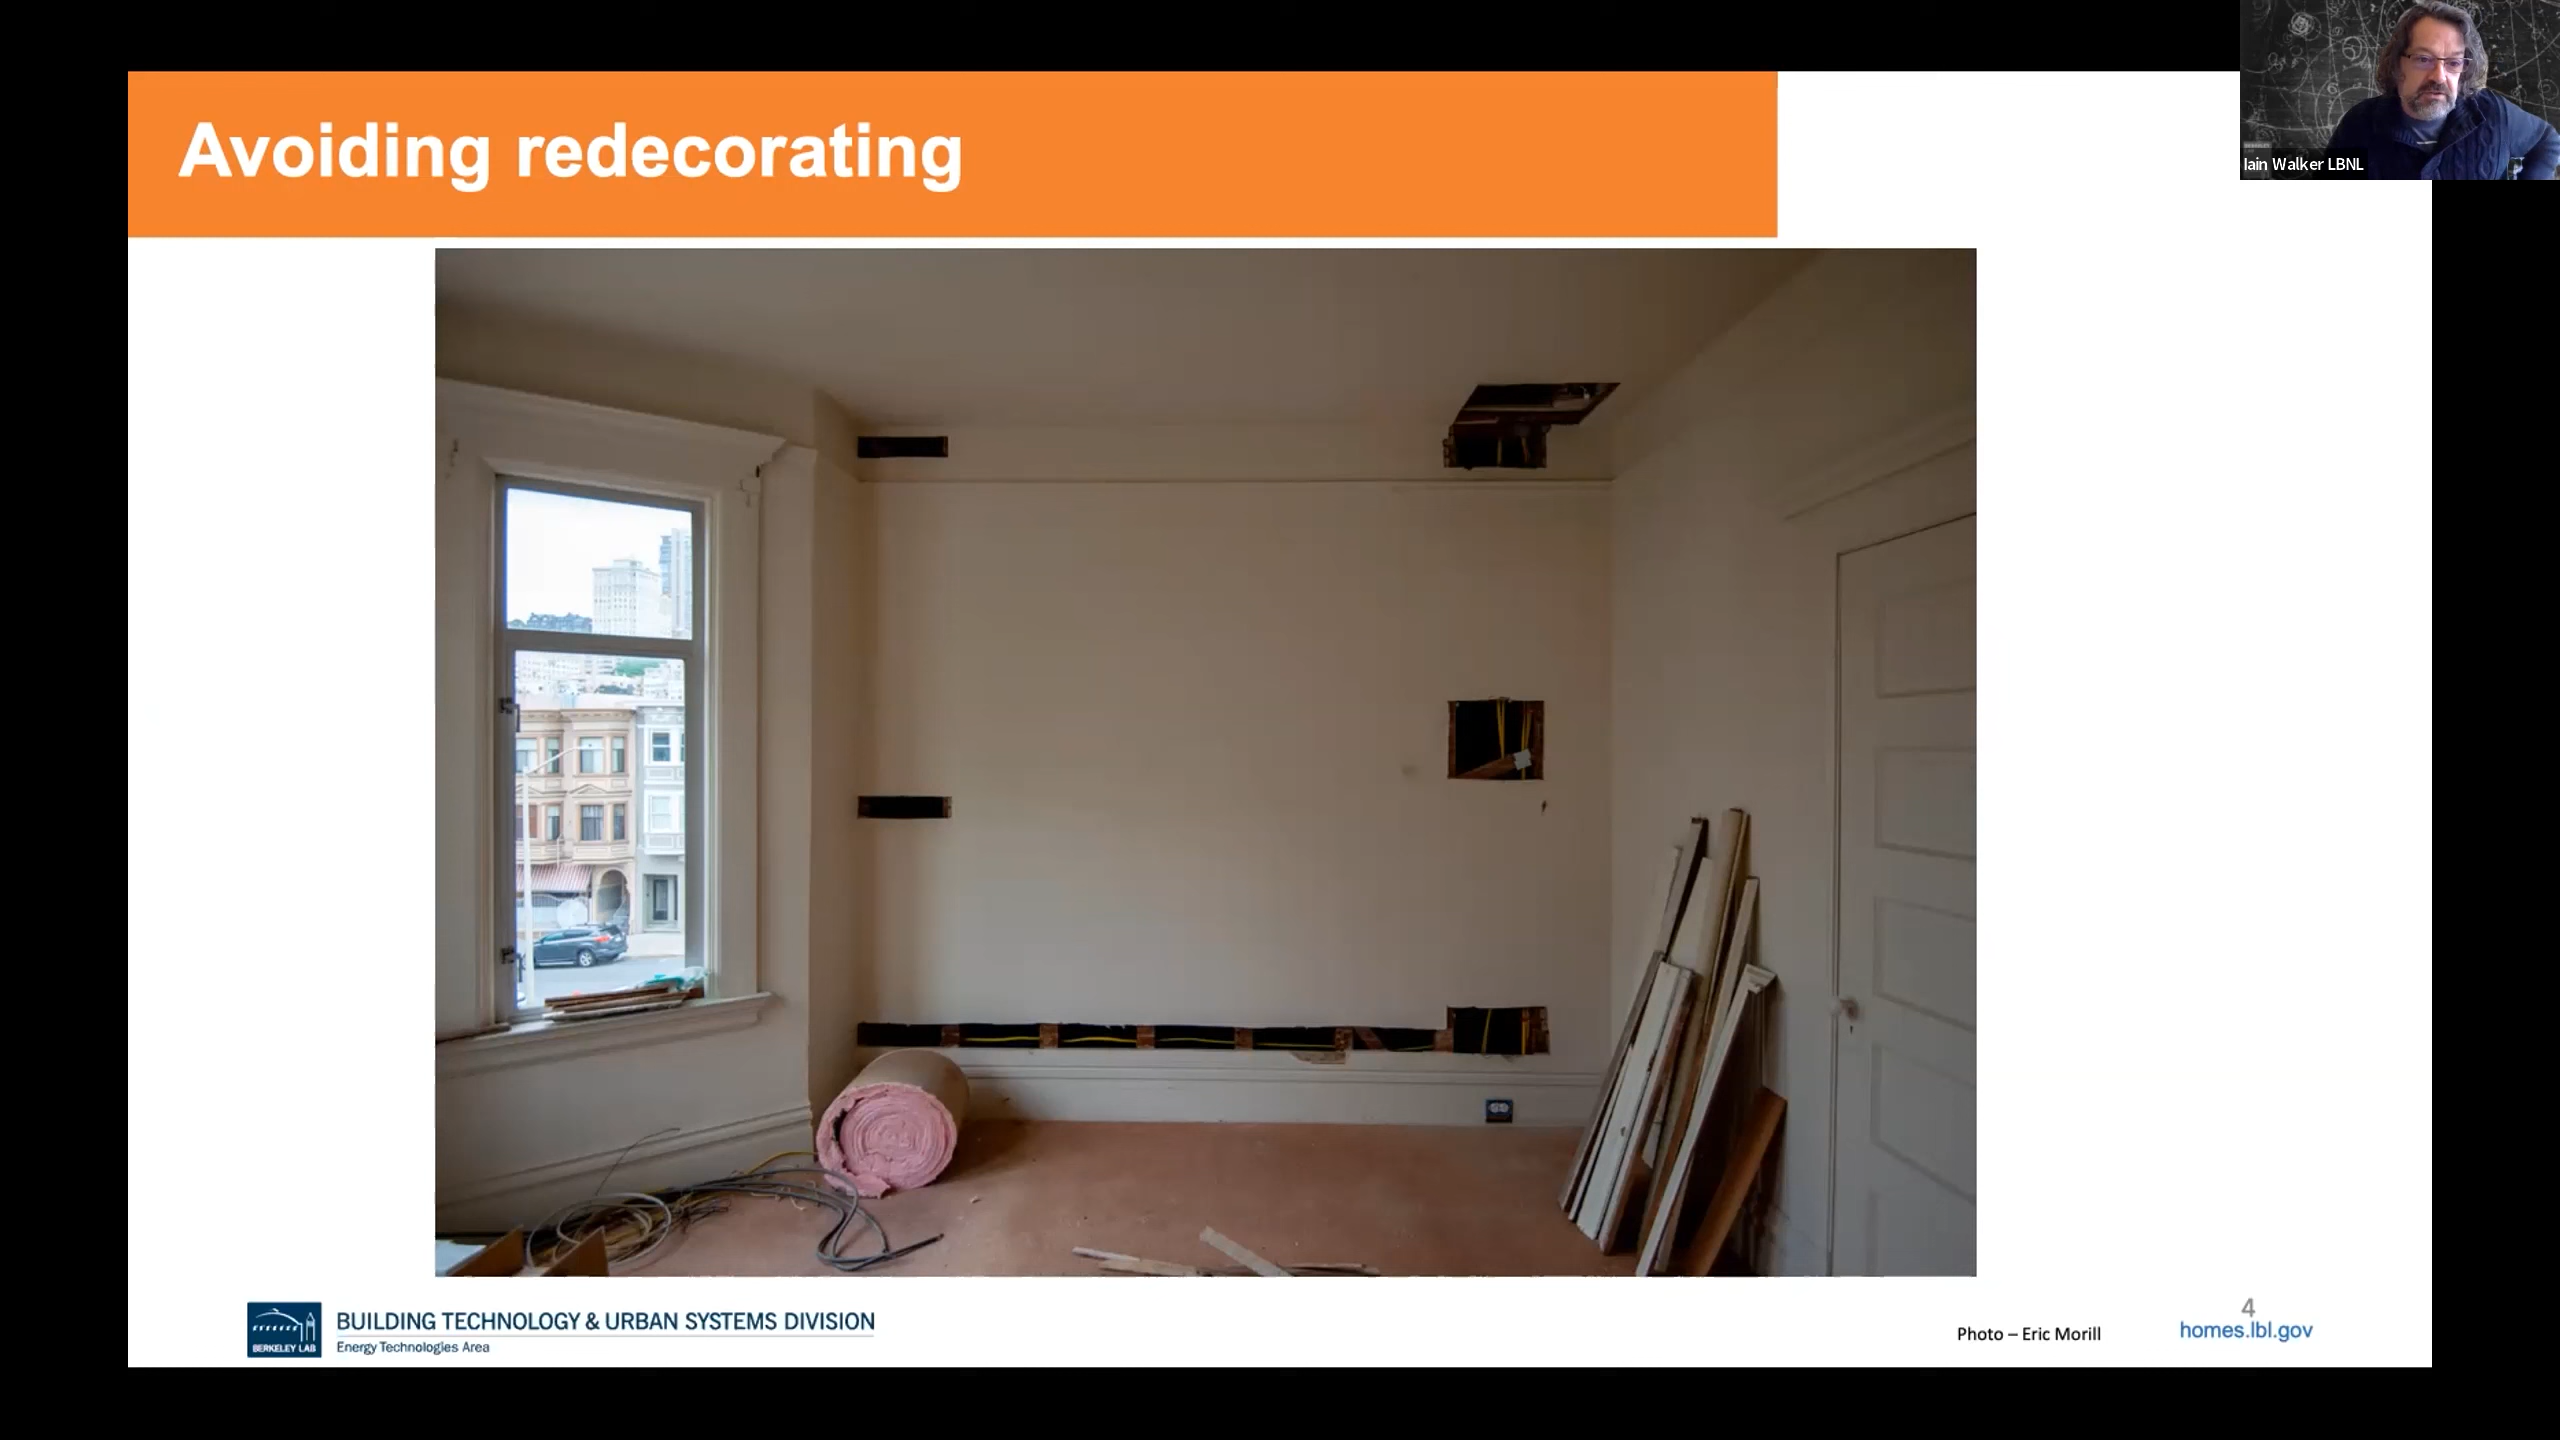 Avoiding redecorating
Iain Walker LBNL
BERKELEY LAB
BUILDING TECHNOLOGY & URBAN SYSTEMS DIVISION
Energy Technologies Area
Photo – Eric Morill
4
homes.lbl.gov